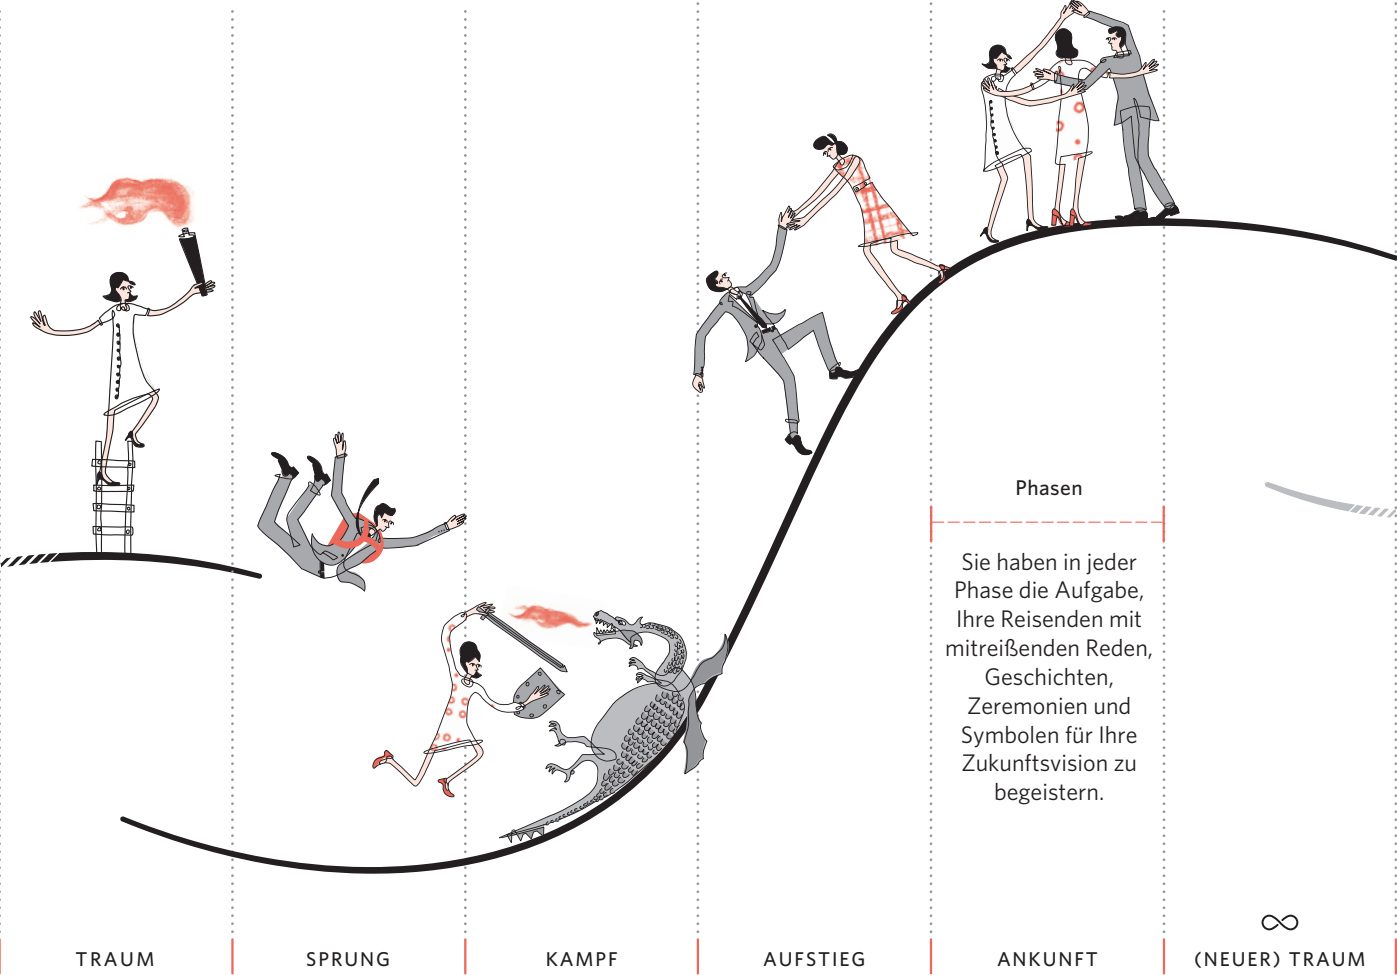 Phasen
Sie haben in jeder
Phase die Aufgabe,
Ihre Reisenden mit
mitreißenden Reden,
Geschichten,
Zeremonien und
Symbolen für Ihre
Zukunftsvision zu
begeistern.
TRAUM
SPRUNG
KAMPF
AUFSTIEG
ANKUNFT
(NEUER) TRAUM